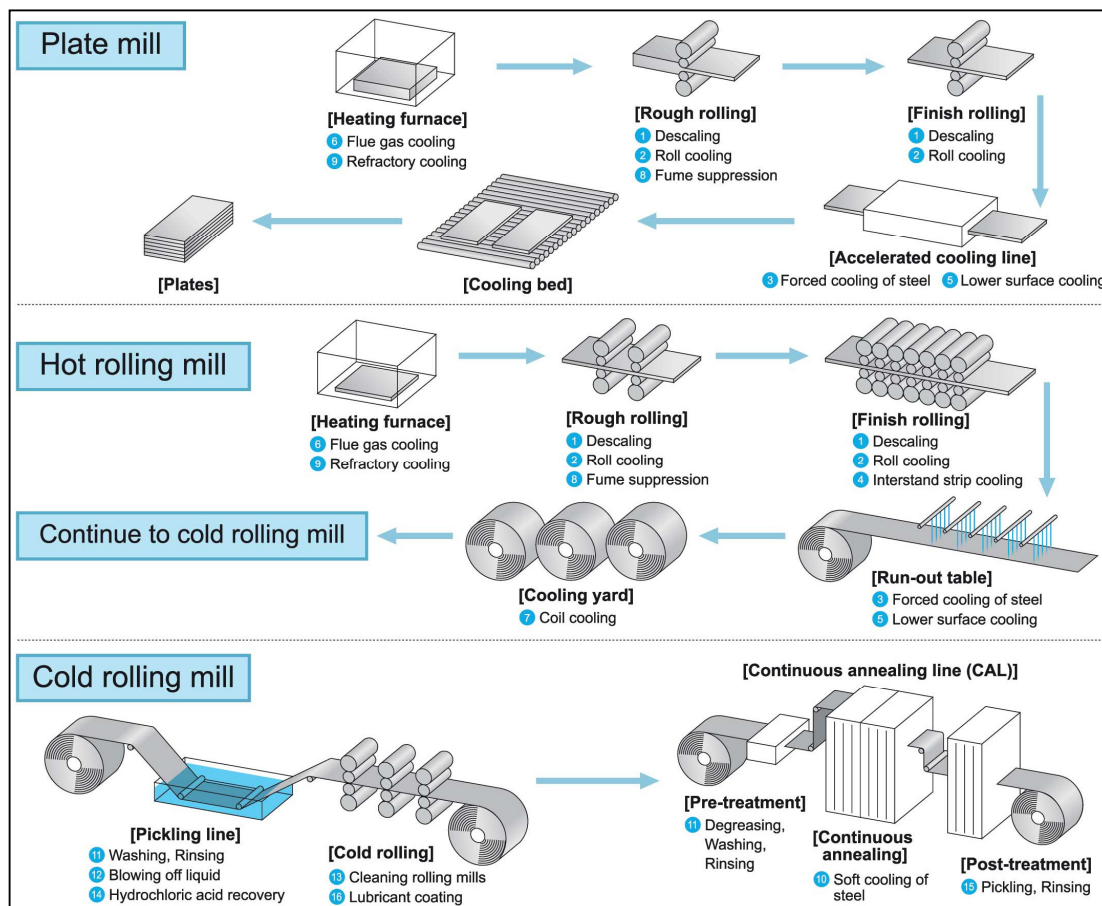 Plate mill
[Heating furnace]
6 Flue gas cooling
9 Refractory cooling
[Rough rolling]
1 Descaling
2 Roll cooling
8 Fume suppression
[Finish rolling]
1 Descaling
2 Roll cooling
[Accelerated cooling line]
3 Forced cooling of steel 5 Lower surface cooling
[Cooling bed]
[Plates]
Hot rolling mill
[Heating furnace]
6 Flue gas cooling
9 Refractory cooling
[Rough rolling]
1 Descaling
2 Roll cooling
8 Fume suppression
[Finish rolling]
1 Descaling
2 Roll cooling
4 Interstand strip cooling
[Run-out table]
3 Forced cooling of steel
5 Lower surface cooling
[Cooling yard]
7 Coil cooling
Continue to cold rolling mill
Cold rolling mill
[Pickling line]
11 Washing, Rinsing
12 Blowing off liquid
14 Hydrochloric acid recovery
[Cold rolling]
13 Cleaning rolling mills
16 Lubricant coating
[Continuous annealing line (CAL)]
[Pre-treatment]
11 Degreasing,
Washing,
Rinsing
[Continuous
annealing]
10 Soft cooling of
steel
[Post-treatment]
15 Pickling, Rinsing